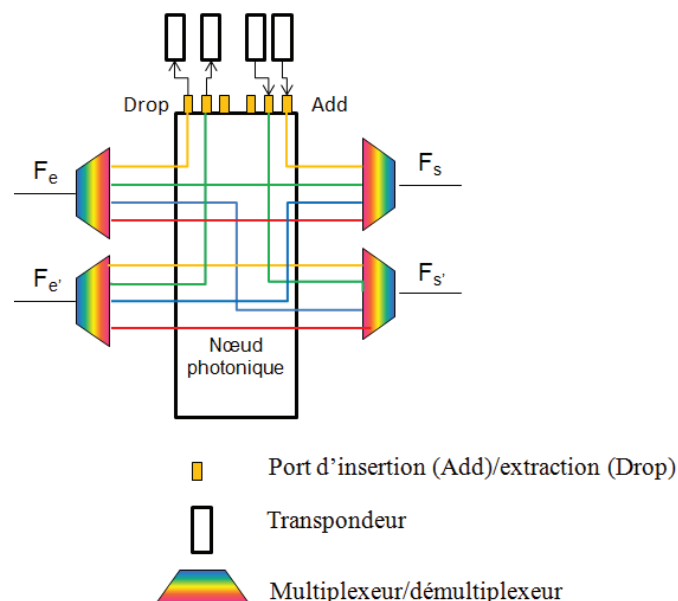 Drop
Add
Fe
Fs
Fe'
Fs'
Nœud
photonique
Port d'insertion (Add)/extraction (Drop)
Transpondeur
Multiplexeur/démultiplexeur